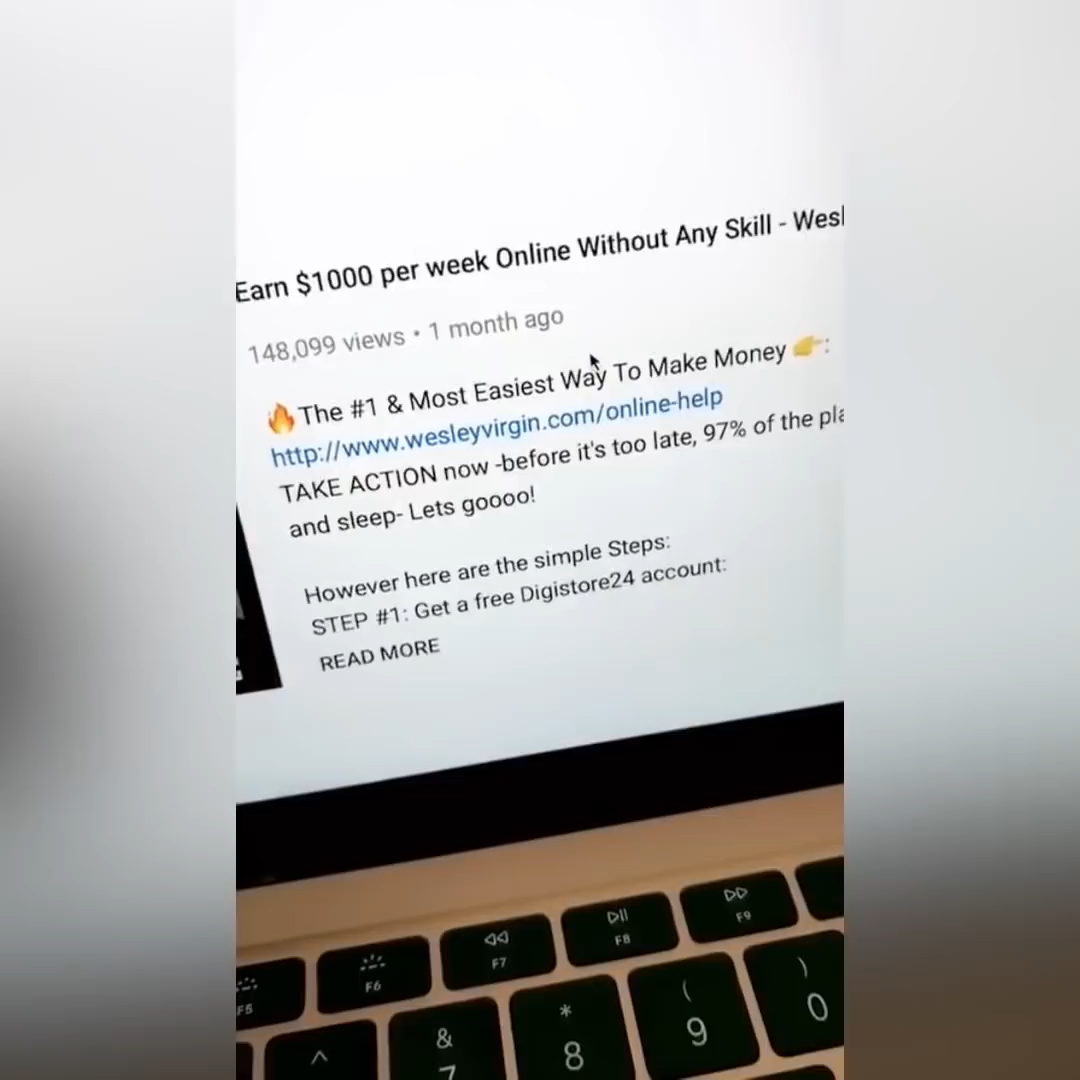 Earn $1000 per week Online Without Any Skill - Wesl
148,099 views • 1 month ago
🔥The #1 & Most Easiest Way To Make Money 👉:
http://www.wesleyvirgin.com/online-help
TAKE ACTION now -before it's too late, 97% of the pla
and sleep- Lets goooo!
However here are the simple Steps:
STEP #1: Get a free Digistore24 account:
READ MORE
F5 F6 F7 F8 F9
^ & * ( )
7 8 9 0